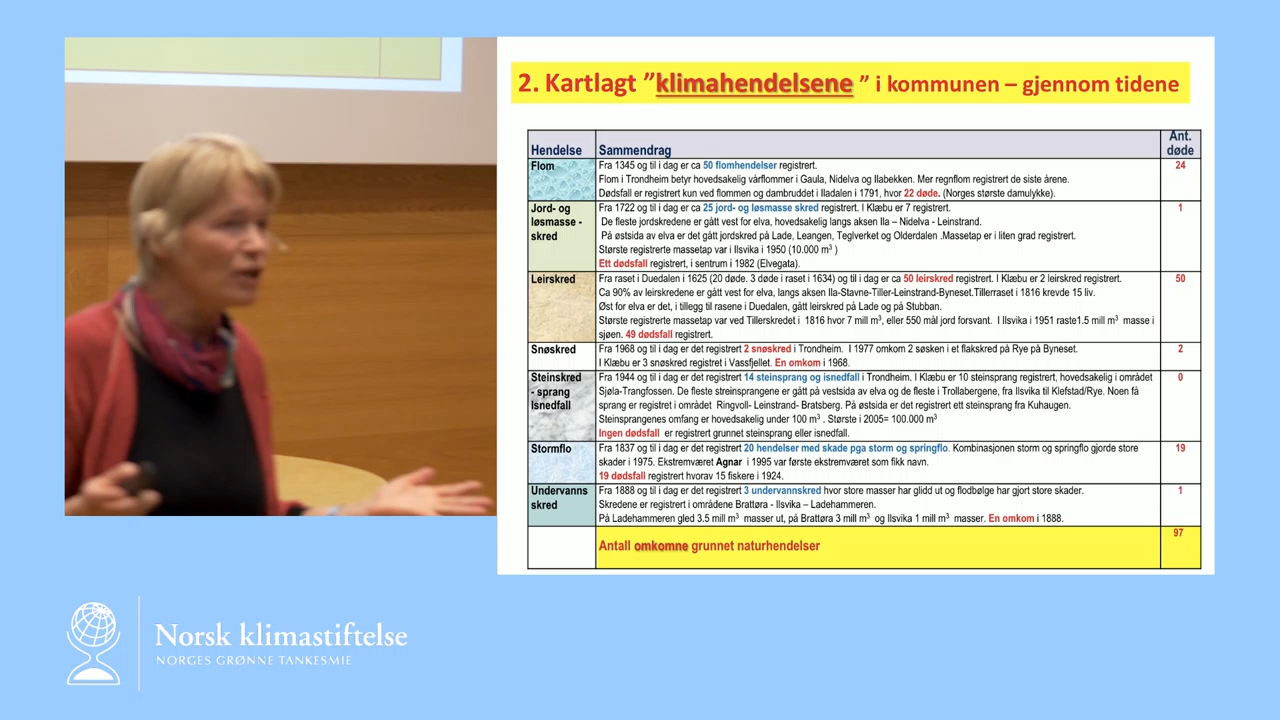 2. Kartlagt ”klimahendelsene ” i kommunen – gjennom tidene
Hendelse Sammendrag Ant. døde
Flom Fra 1345 og til i dag er ca 50 flomhendelser registrert. 24
Flom i Trondheim betyr hovedsakelig vårflommer i Gaula, Nidelva og Ilabekken. Mer regnflom registrert de siste årene.
Dødsfall er registrert kun ved flommen og dambruddet i Iladalen i 1791, hvor 22 døde. (Norges største damulykke).
Jord- og løsmasse - skred Fra 1722 og til i dag er ca 25 jord- og løsmasse skred registrert. I Klæbu er 7 registrert. 1
De fleste jordskredene er gått vest for elva, hovedsakelig langs aksen Ila – Nidelva - Leinstrand.
På østsida av elva er det gått jordskred på Lade, Leangen, Teglverket og Olderdalen .Massetap er i liten grad registrert.
Største registrerte massetap var i Ilsvika i 1950 (10.000 m³ )
Ett dødsfall registrert, i sentrum i 1982 (Elvegata).
Leirskred Fra raset i Duedalen i 1625 (20 døde. 3 døde i raset i 1634) og til i dag er ca 50 leirskred registrert. I Klæbu er 2 leirskred registrert. 50
Ca 90% av leirskredene er gått vest for elva, langs aksen Ila-Stavne-Tiller-Leinstrand-Byneset.Tillerraset i 1816 krevde 15 liv.
Øst for elva er det, i tillegg til rasene i Duedalen, gått leirskred på Lade og på Stubban.
Største registrerte massetap var ved Tillerskredet i 1816 hvor 7 mill m³, eller 550 mål jord forsvant. I Ilsvika i 1951 raste1.5 mill m³ masse i
sjøen. 49 dødsfall registrert.
Snøskred Fra 1968 og til i dag er det registrert 2 snøskred i Trondheim. I 1977 omkom 2 søsken i et flakskred på Rye på Byneset. 2
I Klæbu er 3 snøskred registret i Vassfjellet. En omkom i 1968.
Steinskred - sprang Isnedfall Fra 1944 og til i dag er det registrert 14 steinsprang og isnedfall i Trondheim. I Klæbu er 10 steinsprang registrert, hovedsakelig i området 0
Sjøla-Trangfossen. De fleste streinsprangene er gått på vestsida av elva og de fleste i Trollabergene, fra Ilsvika til Klefstad/Rye. Noen få
sprang er registret i området Ringvoll- Leinstrand- Bratsberg. På østsida er det registrert ett steinsprang fra Kuhaugen.
Steinsprangenes omfang er hovedsakelig under 100 m³ . Største i 2005= 100.000 m³
Ingen dødsfall er registrert grunnet steinsprang eller isnedfall.
Stormflo Fra 1837 og til i dag er det registrert 20 hendelser med skade pga storm og springflo. Kombinasjonen storm og springflo gjorde store 19
skader i 1975. Ekstremværet Agnar i 1995 var første ekstremværet som fikk navn.
19 dødsfall registrert hvorav 15 fiskere i 1924.
Undervanns skred Fra 1888 og til i dag er det registrert 3 undervannskred hvor store masser har glidd ut og flodbølge har gjort store skader. 1
Skredene er registrert i områdene Brattøra - Ilsvika – Ladehammeren.
På Ladehammeren gled 3.5 mill m³ masser ut, på Brattøra 3 mill m³ og Ilsvika 1 mill m³ masser. En omkom i 1888.
Antall omkomne grunnet naturhendelser 97
Norsk klimastiftelse
NORGES GRØNNE TANKESMIE